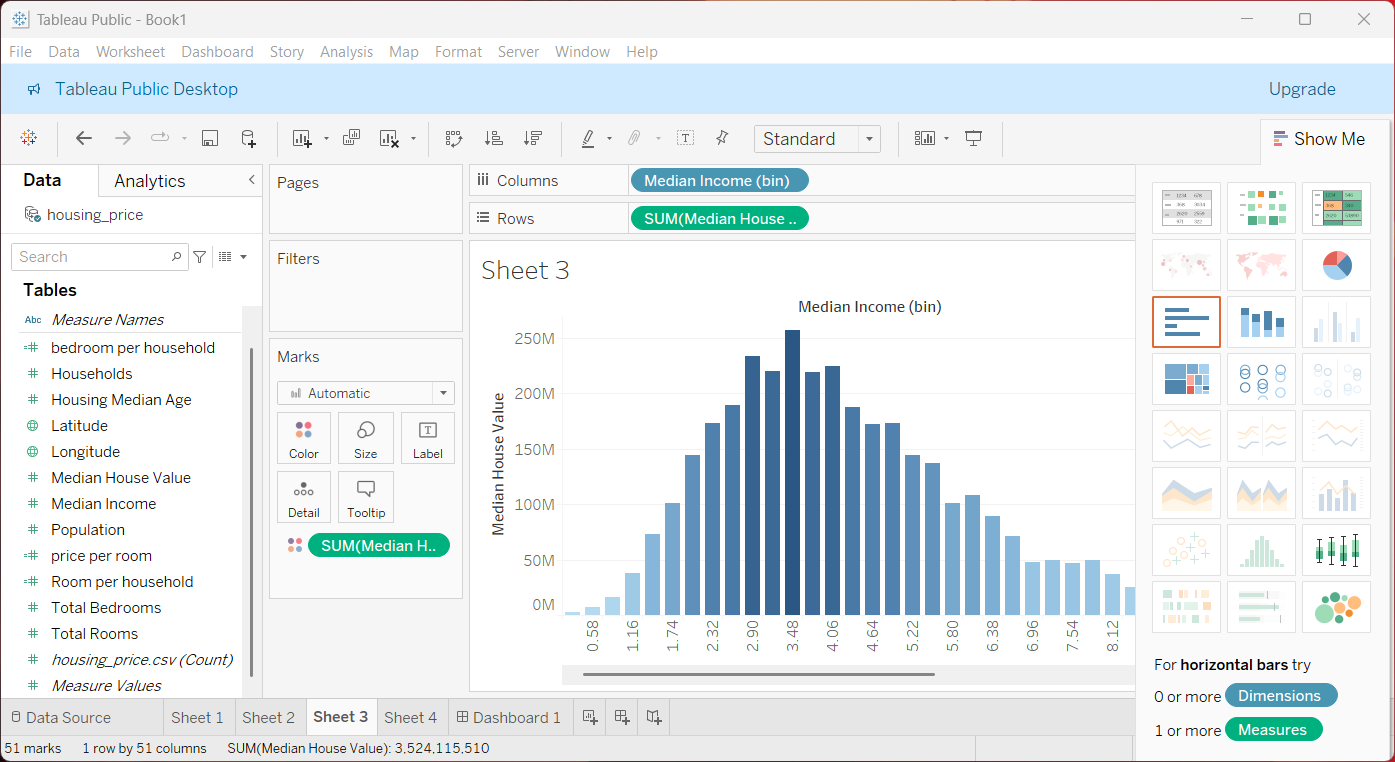 Tableau Public - Book1
File Data Worksheet Dashboard Story Analysis Map Format Server Window Help
Tableau Public Desktop Upgrade
Standard Show Me
Data Analytics
housing_price
Search
Tables
Abc Measure Names
bedroom per household
Households
Housing Median Age
Latitude
Longitude
Median House Value
Median Income
Population
price per room
Room per household
Total Bedrooms
Total Rooms
housing_price.csv (Count)
Measure Values
Pages
Filters
Marks
Automatic
Color Size Label
Detail Tooltip
SUM(Median H..
Columns Median Income (bin)
Rows SUM(Median House ..
Sheet 3
Median Income (bin)
Median House Value
250M
200M
150M
100M
50M
0M
0.58 1.16 1.74 2.32 2.90 3.48 4.06 4.64 5.22 5.80 6.38 6.96 7.54 8.12
For horizontal bars try
0 or more Dimensions
1 or more Measures
Data Source Sheet 1 Sheet 2 Sheet 3 Sheet 4 Dashboard 1
51 marks 1 row by 51 columns SUM(Median House Value): 3,524,115,510